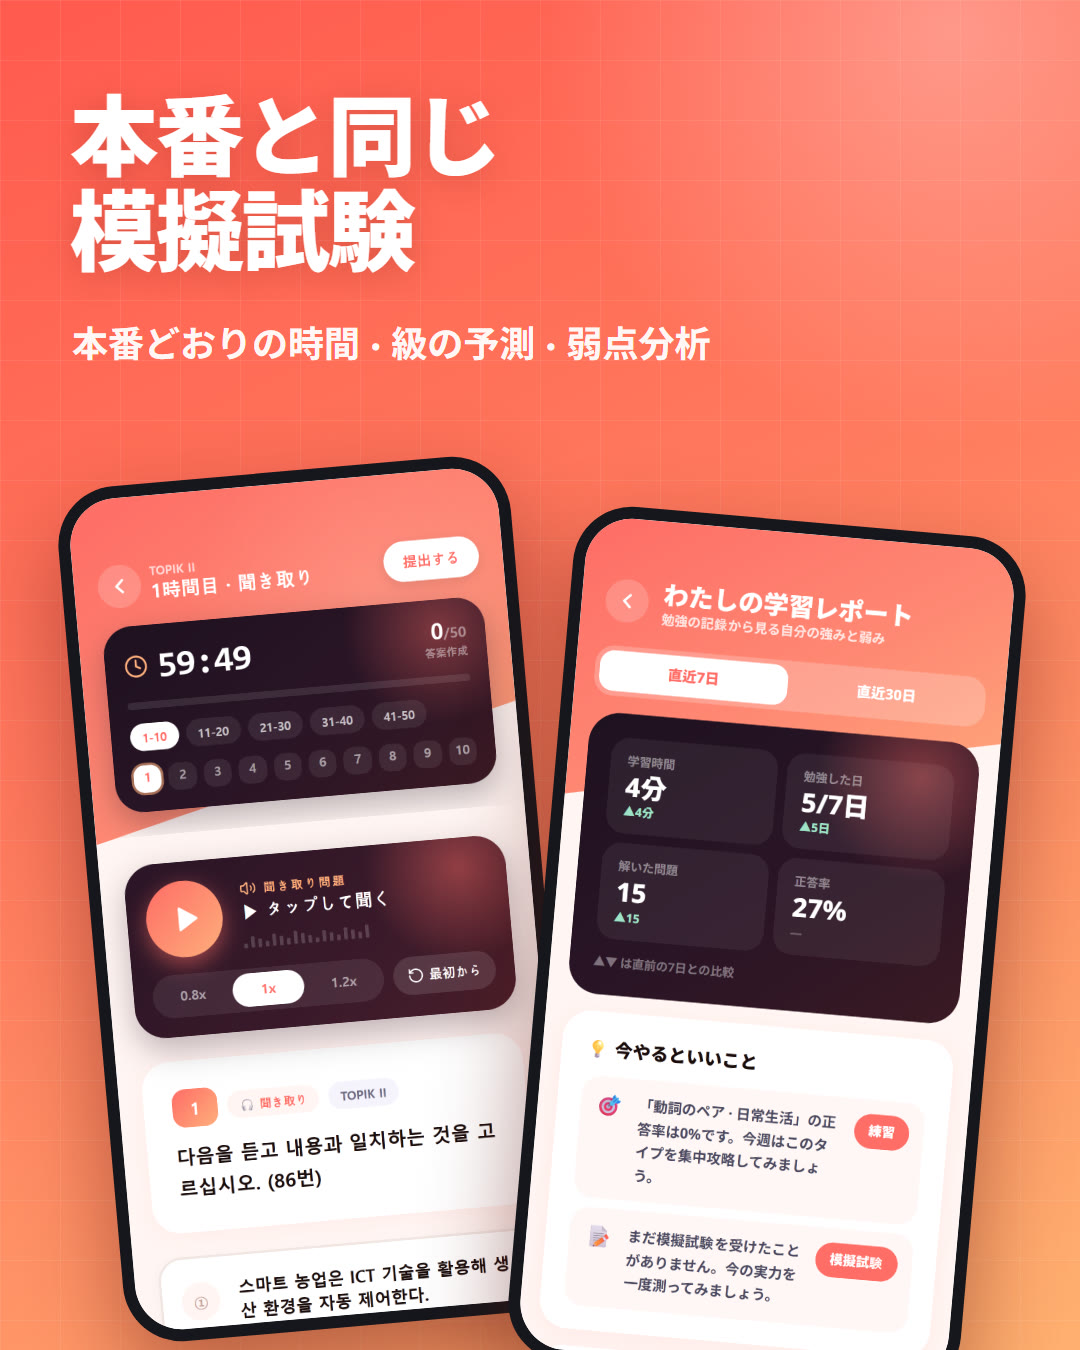 本番と同じ
模擬試験
本番どおりの時間・級の予測・弱点分析
TOPIK II
1時間目・聞き取り
提出する
59:49
0/50
答案作成
1-10 11-20 21-30 31-40 41-50
1 2 3 4 5 6 7 8 9 10
聞き取り問題
▶ タップして聞く
0.8x 1x 1.2x 最初から
1 聞き取り TOPIK II
다음을 듣고 내용과 일치하는 것을 고
르십시오. (86번)
① 스마트 농업은 ICT 기술을 활용해 생
산 환경을 자동 제어한다.
わたしの学習レポート
勉強の記録から見る自分の強みと弱み
直近7日 直近30日
学習時間
4分
▲4分
勉強した日
5/7日
▲5日
解いた問題
15
▲15
正答率
27%
—
▲▼ は直前の7日との比較
今やるといいこと
「動詞のペア・日常生活」の正
答率は0%です。今週はこのタ
イプを集中攻略してみましょ
う。
練習
まだ模擬試験を受けたこと
がありません。今の実力を
一度測ってみましょう。
模擬試験